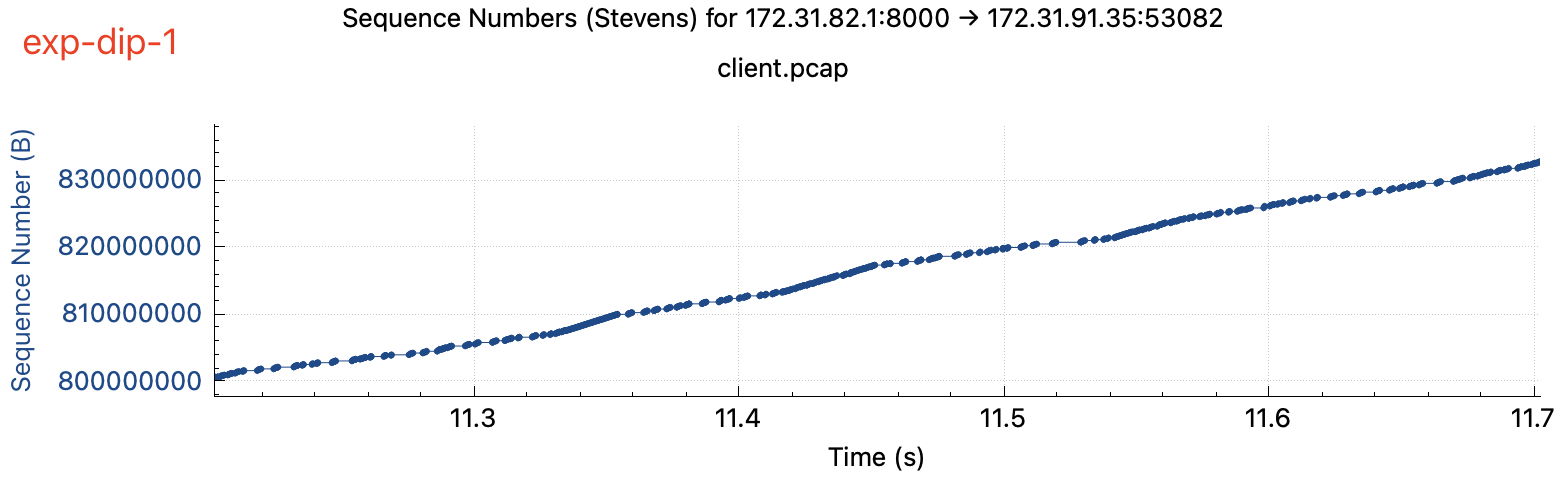 Sequence Numbers (Stevens) for 172.31.82.1:8000 → 172.31.91.35:53082
exp-dip-1
client.pcap
Sequence Number (B)
830000000
820000000
810000000
800000000
11.3
11.4
11.5
11.6
11.7
Time (s)